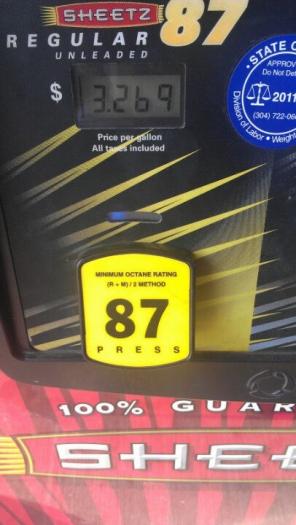 SHEETZ 87
REGULAR
UNLEADED
$ 3.269
Price per gallon
All taxes included
STATE
APPROV
Do Not De
2011
(304) 722-06
Division of Labor • Weigh
MINIMUM OCTANE RATING
(R + M) / 2 METHOD
87
PRESS
100% GUAR
SHEE